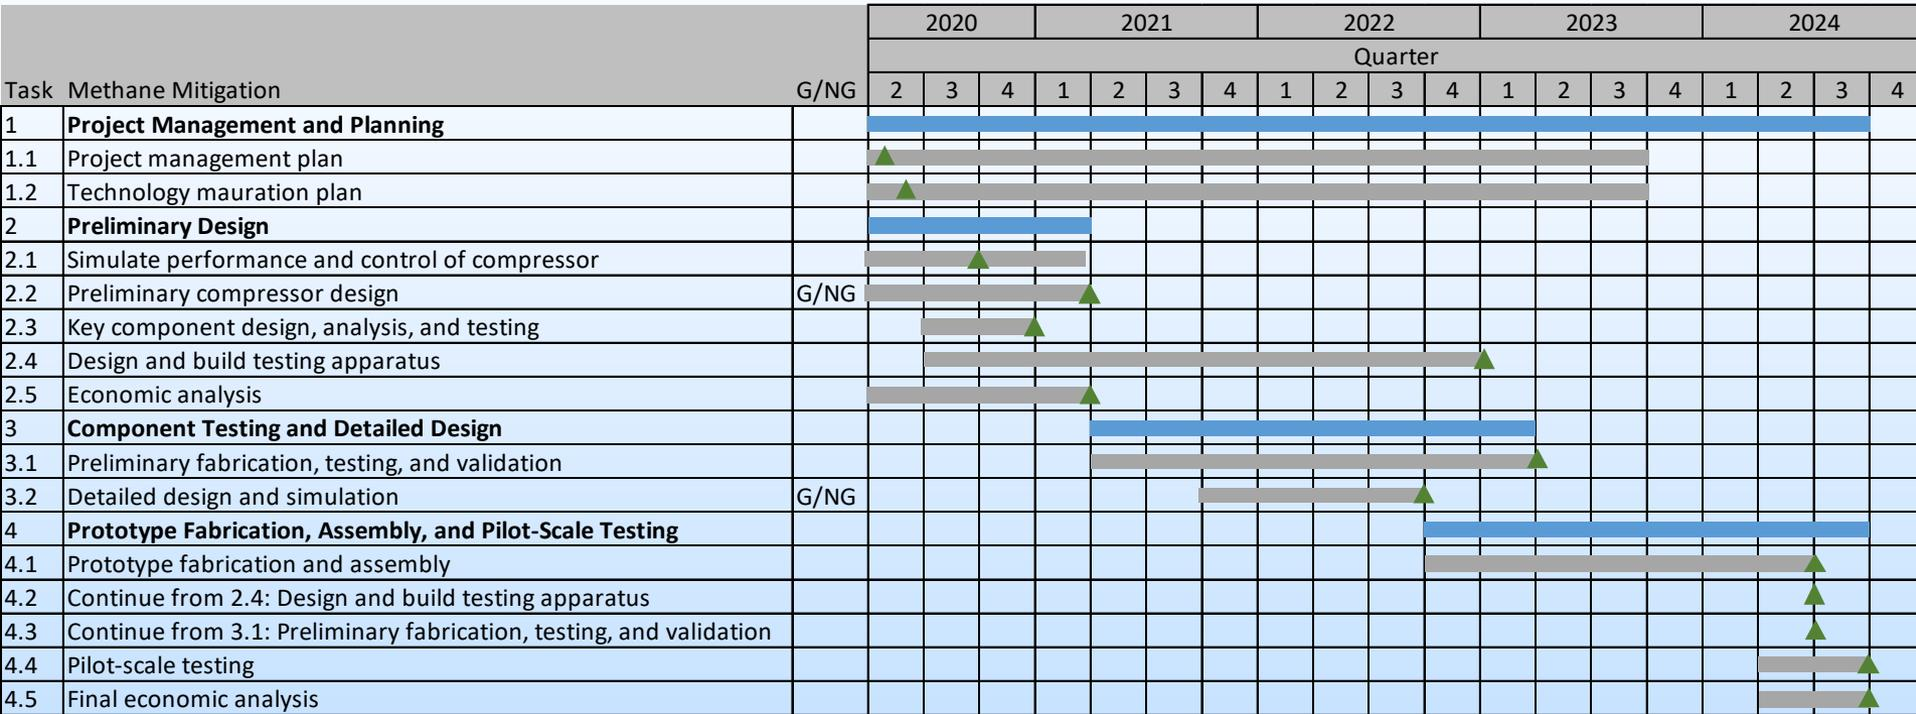 2020 2021 2022 2023 2024
Quarter
Task Methane Mitigation G/NG 2 3 4 1 2 3 4 1 2 3 4 1 2 3 4 1 2 3 4
1 Project Management and Planning
1.1 Project management plan
1.2 Technology mauration plan
2 Preliminary Design
2.1 Simulate performance and control of compressor
2.2 Preliminary compressor design G/NG
2.3 Key component design, analysis, and testing
2.4 Design and build testing apparatus
2.5 Economic analysis
3 Component Testing and Detailed Design
3.1 Preliminary fabrication, testing, and validation
3.2 Detailed design and simulation G/NG
4 Prototype Fabrication, Assembly, and Pilot-Scale Testing
4.1 Prototype fabrication and assembly
4.2 Continue from 2.4: Design and build testing apparatus
4.3 Continue from 3.1: Preliminary fabrication, testing, and validation
4.4 Pilot-scale testing
4.5 Final economic analysis